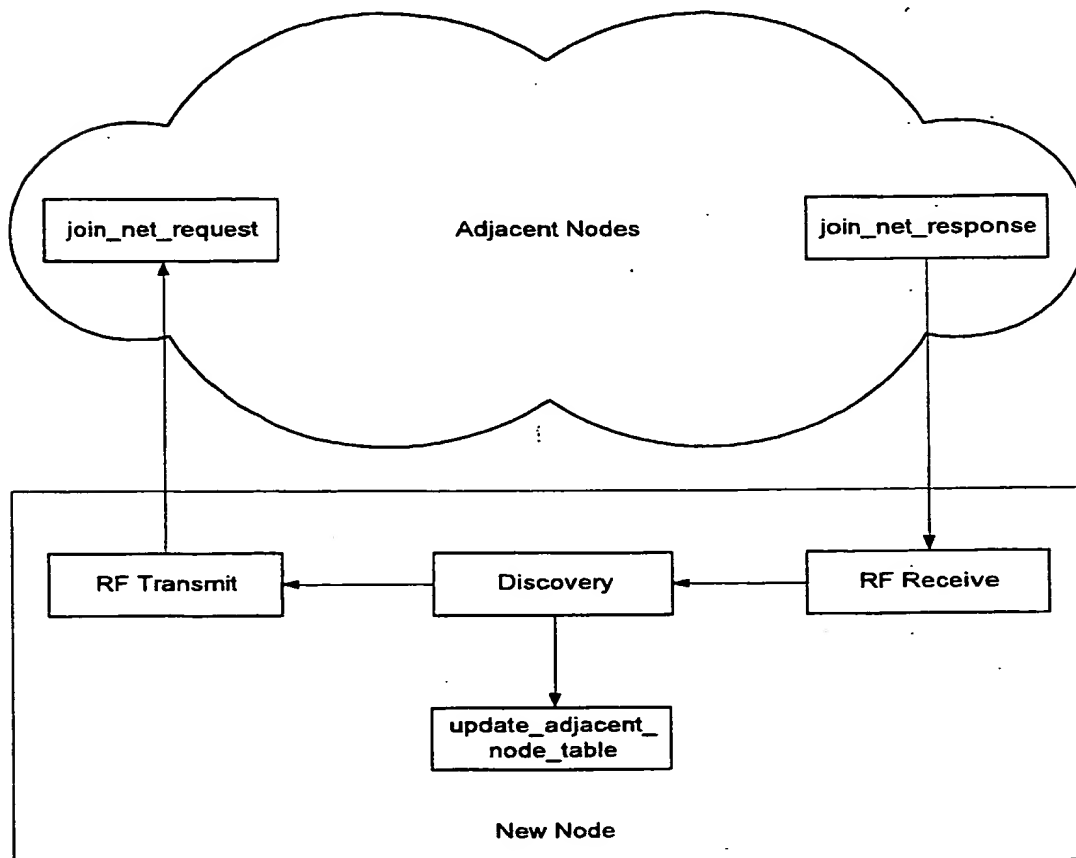 join_net_request
Adjacent Nodes
join_net_response
RF Transmit
Discovery
RF Receive
update_adjacent_
node_table
New Node